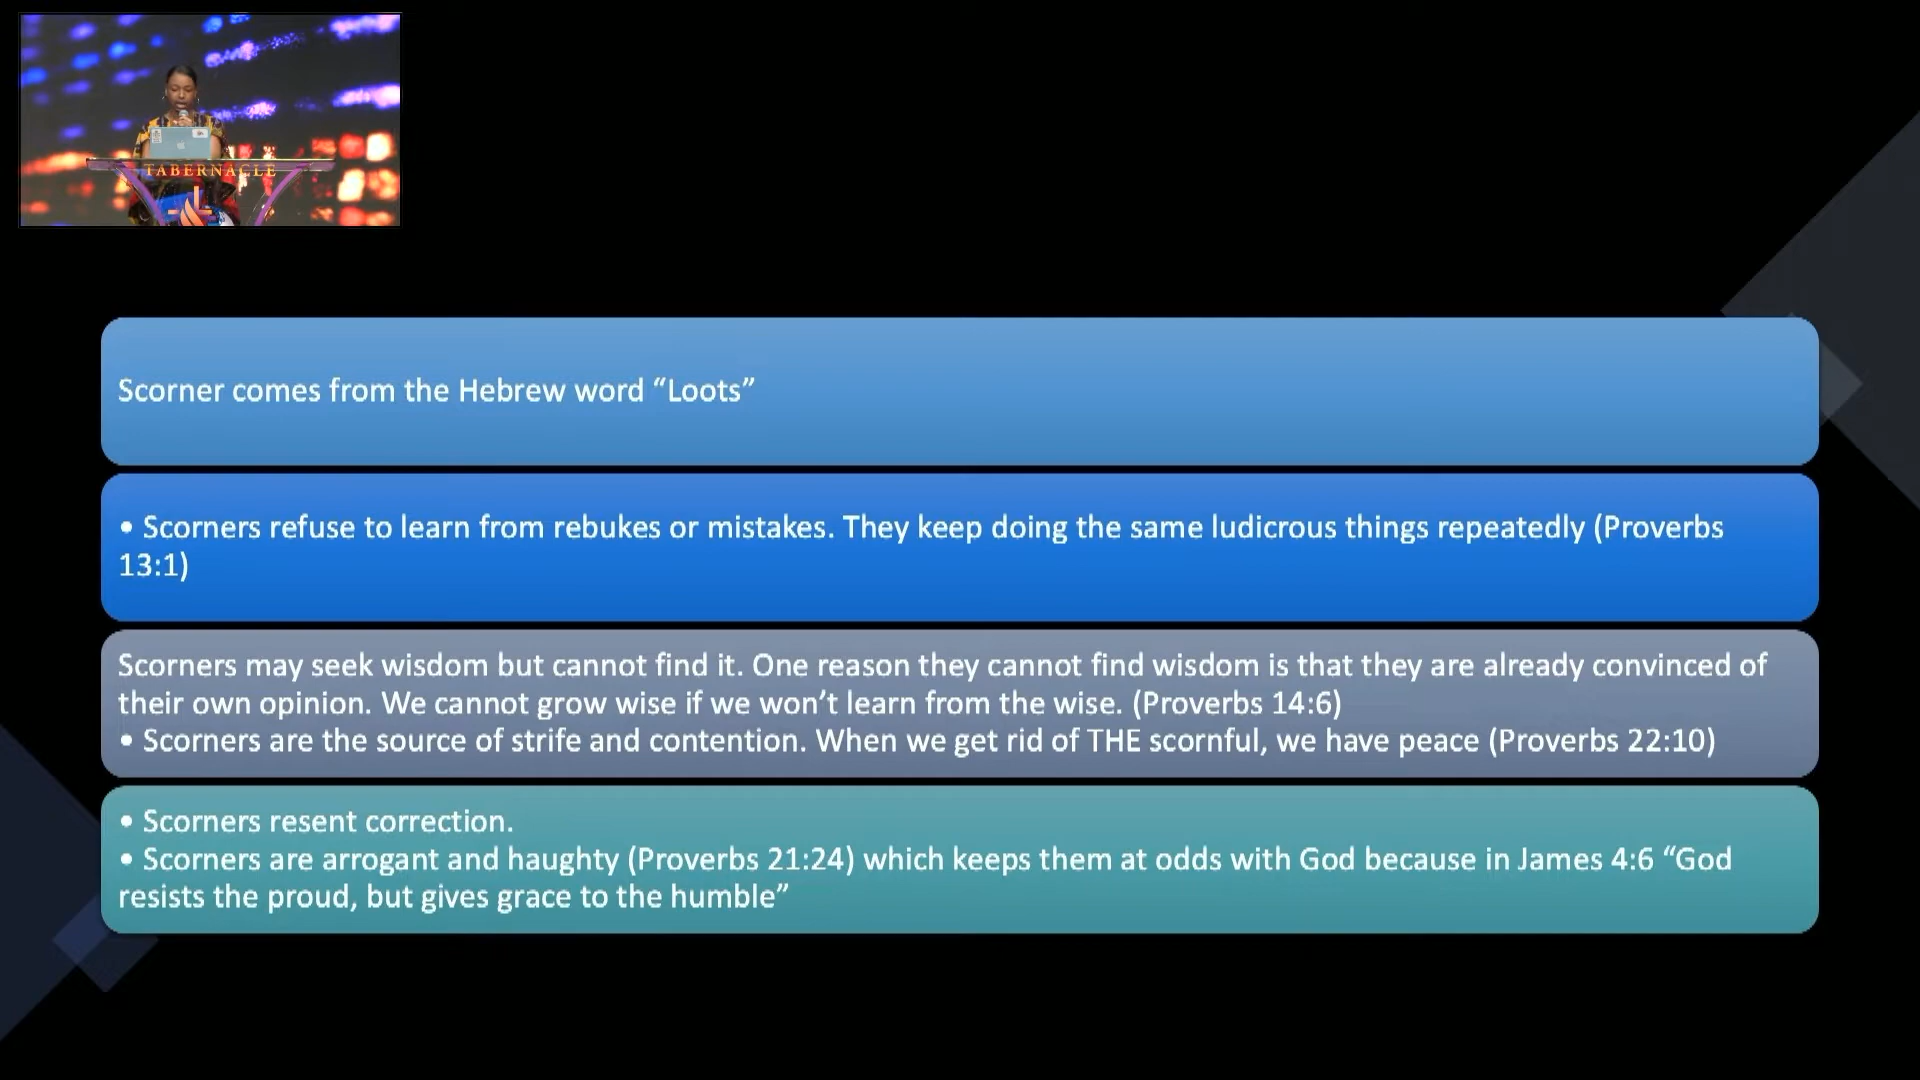 TABERNACLE
Scorner comes from the Hebrew word “Loots”
• Scorners refuse to learn from rebukes or mistakes. They keep doing the same ludicrous things repeatedly (Proverbs
13:1)
Scorners may seek wisdom but cannot find it. One reason they cannot find wisdom is that they are already convinced of
their own opinion. We cannot grow wise if we won’t learn from the wise. (Proverbs 14:6)
• Scorners are the source of strife and contention. When we get rid of THE scornful, we have peace (Proverbs 22:10)
• Scorners resent correction.
• Scorners are arrogant and haughty (Proverbs 21:24) which keeps them at odds with God because in James 4:6 “God
resists the proud, but gives grace to the humble”